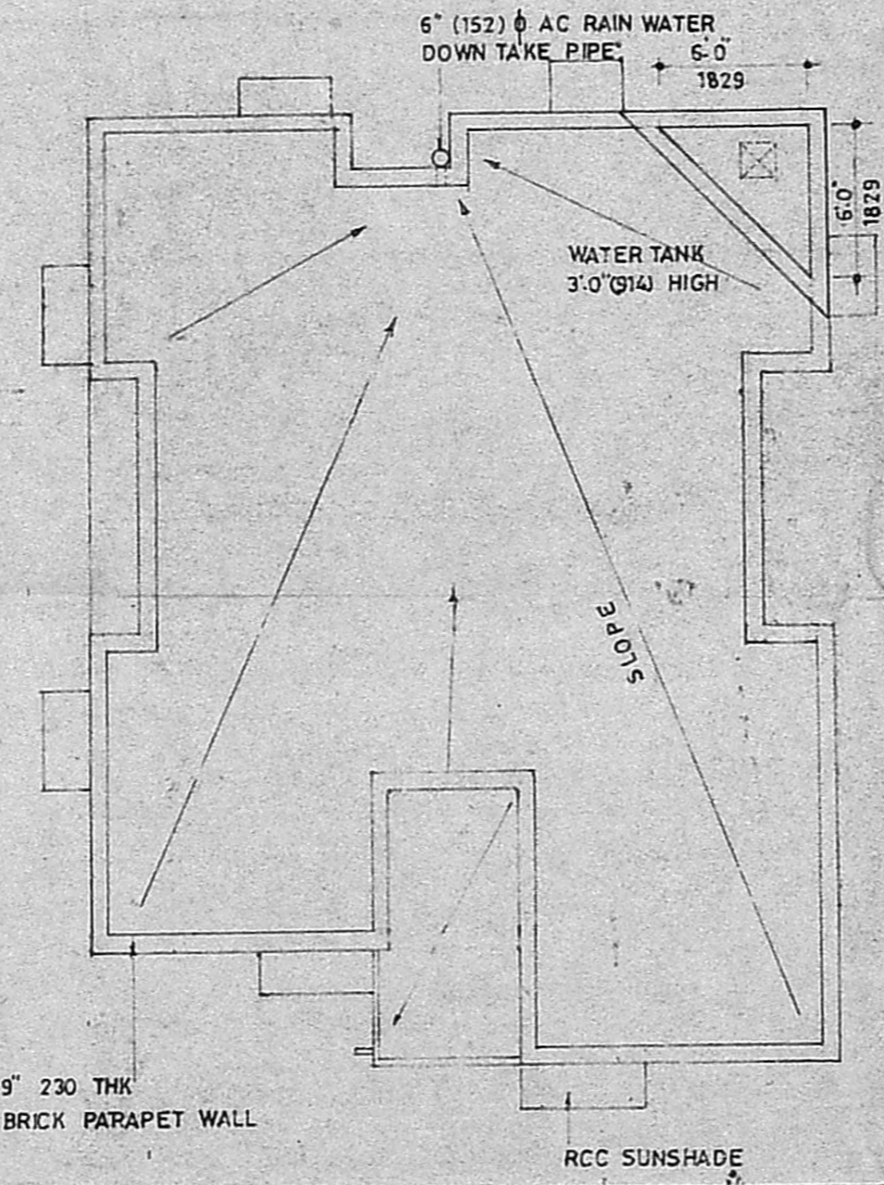 6" (152) ϕ AC RAIN WATER
DOWN TAKE PIPE.
6'-0"
1829
6'.0"
1829
WATER TANK
3'.0"(914) HIGH
SLOPE
9" 230 THK
BRICK PARAPET WALL
RCC SUNSHADE